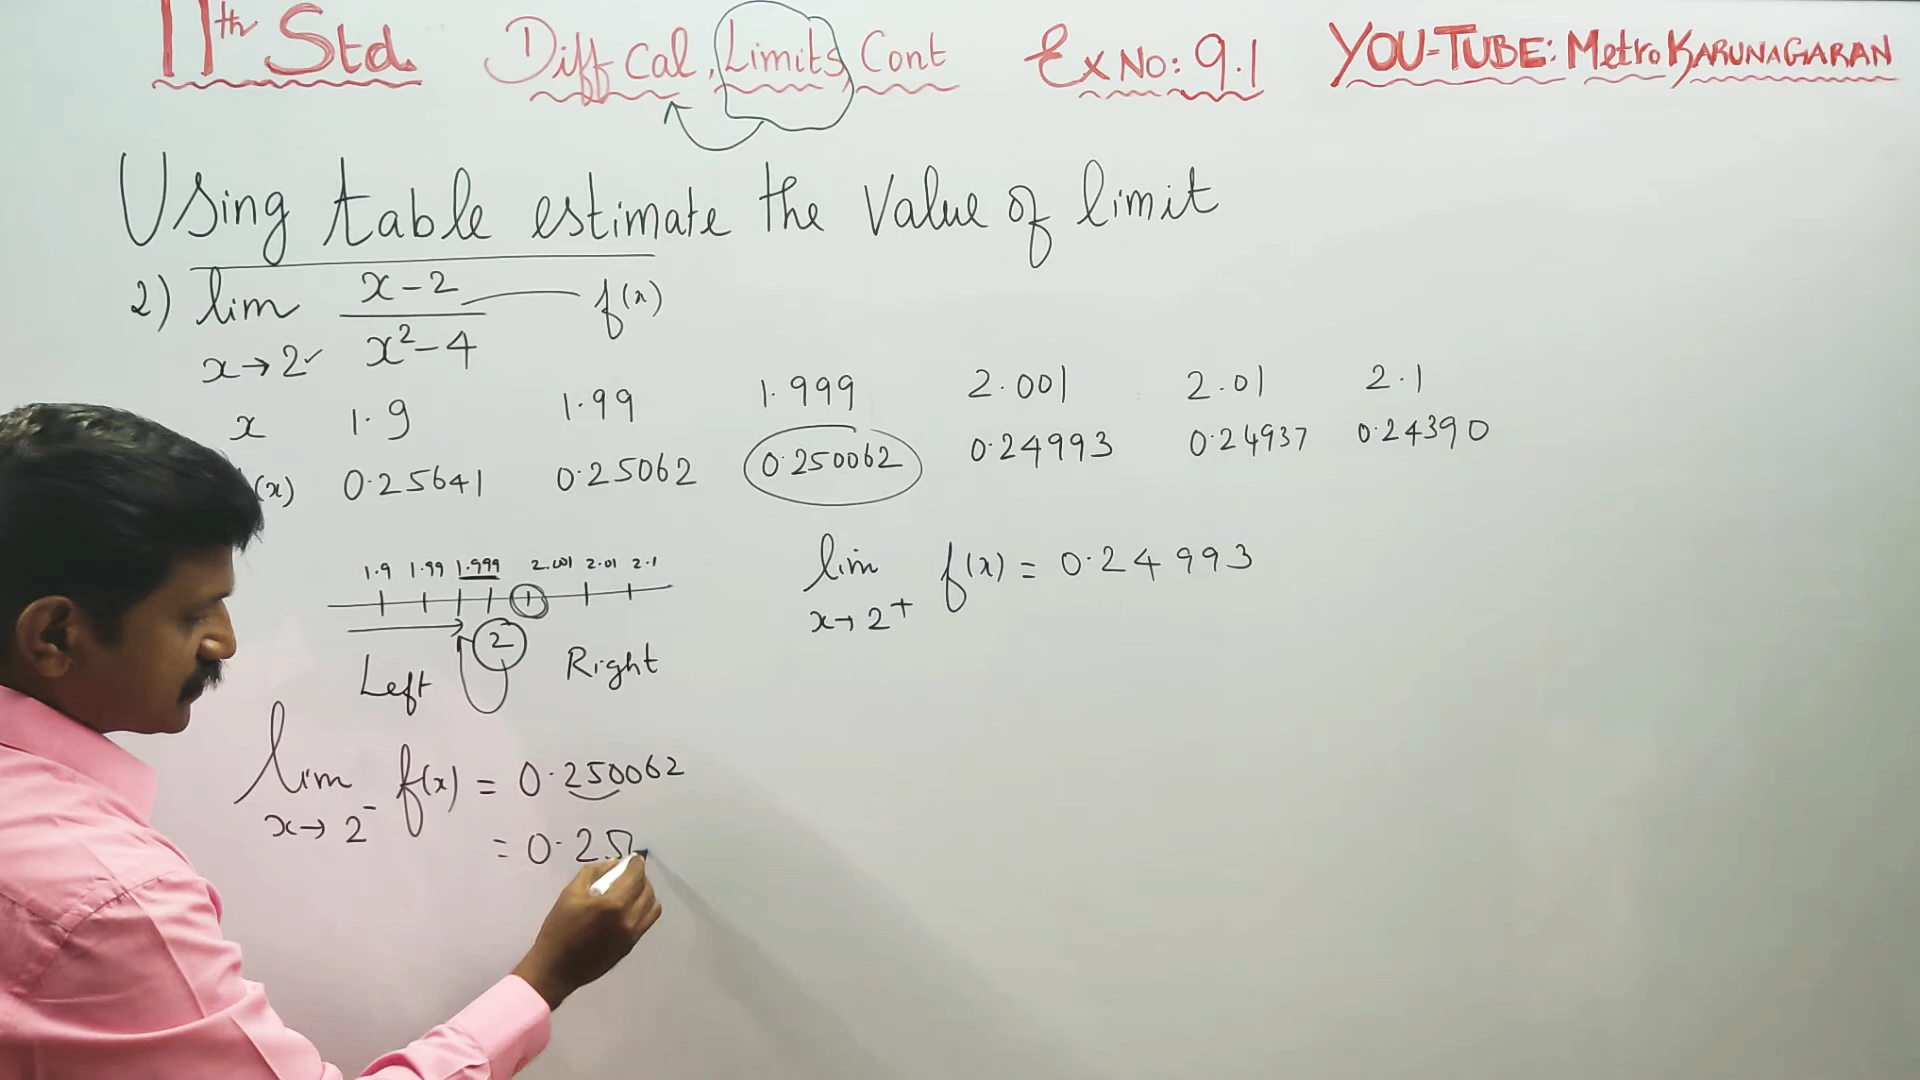 11th Std. Diff Cal, Limits, Cont Ex No: 9.1 YOU-TUBE: Metro KARUNAGARAN
Using table estimate the Value of limit
2) lim x-2 / x²-4 f(x)
x→2
x 1.9 1.99 1.999 2.001 2.01 2.1
(x) 0.25641 0.25062 0.250062 0.24993 0.24937 0.24390
1.9 1.99 1.999 2.001 2.01 2.1
2
Left Right
lim f(x) = 0.24993
x→2+
lim f(x) = 0.250062
x→2-
= 0.25